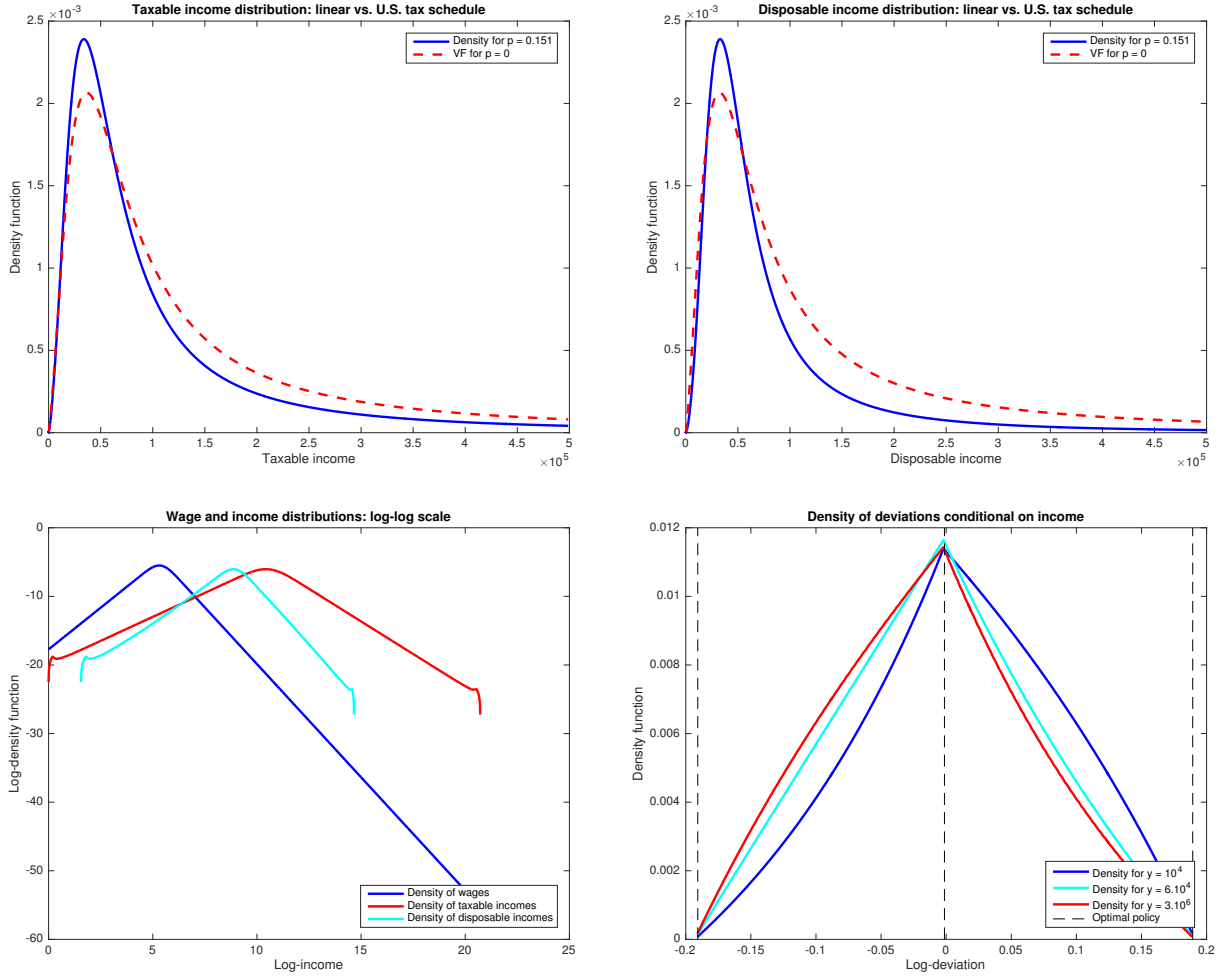 Taxable income distribution: linear vs. U.S. tax schedule
2.5 ×10⁻³
2
1.5
1
0.5
0
Density function
0 0.5 1 1.5 2 2.5 3 3.5 4 4.5 5
×10⁵
Taxable income
Density for p = 0.151
VF for p = 0
Disposable income distribution: linear vs. U.S. tax schedule
2.5 ×10⁻³
2
1.5
1
0.5
0
Density function
0 0.5 1 1.5 2 2.5 3 3.5 4 4.5 5
×10⁵
Disposable income
Density for p = 0.151
VF for p = 0
Wage and income distributions: log-log scale
0
-10
-20
-30
-40
-50
-60
Log-density function
0 5 10 15 20 25
Log-income
Density of wages
Density of taxable incomes
Density of disposable incomes
Density of deviations conditional on income
0.012
0.01
0.008
0.006
0.004
0.002
0
Density function
-0.2 -0.15 -0.1 -0.05 0 0.05 0.1 0.15 0.2
Log-deviation
Density for y = 10⁴
Density for y = 6.10⁴
Density for y = 3.10⁶
Optimal policy